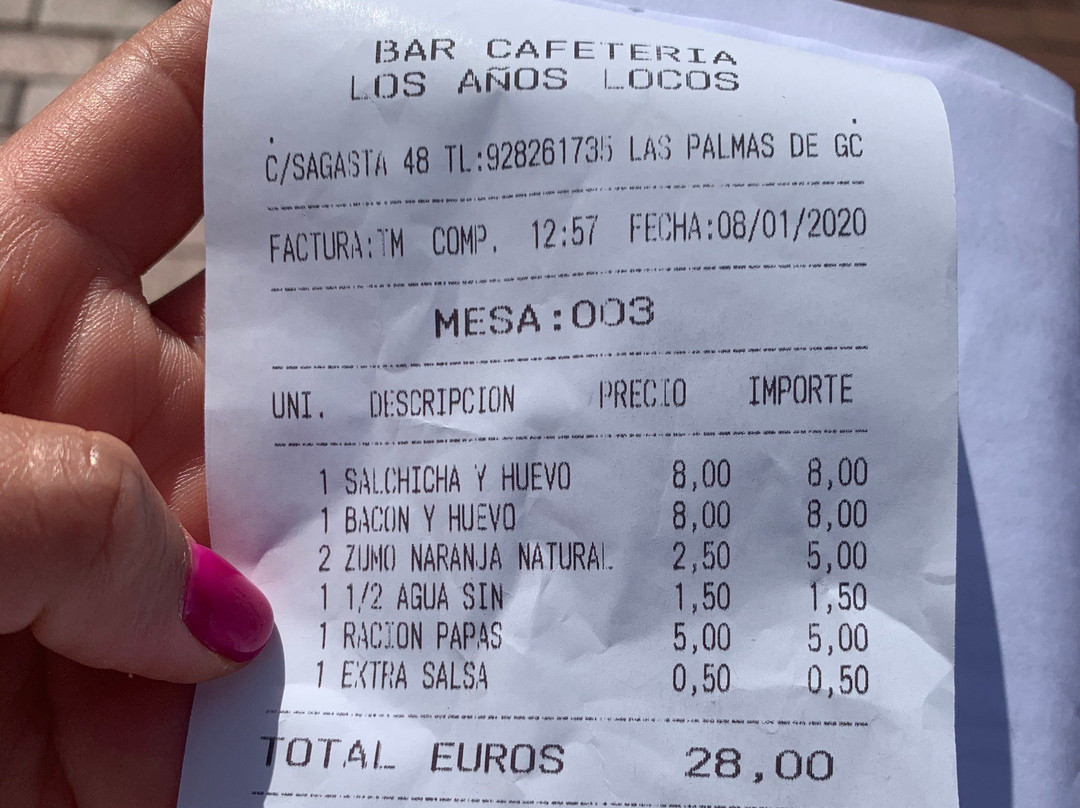 BAR CAFETERIA
LOS AÑOS LOCOS
C/SAGASTA 48 TL:928261735 LAS PALMAS DE GC
FACTURA:TM COMP. 12:57 FECHA:08/01/2020
MESA:003
UNI. DESCRIPCION PRECIO IMPORTE
1 SALCHICHA Y HUEVO 8,00 8,00
1 BACON Y HUEVO 8,00 8,00
2 ZUMO NARANJA NATURAL 2,50 5,00
1 1/2 AGUA SIN 1,50 1,50
1 RACION PAPAS 5,00 5,00
1 EXTRA SALSA 0,50 0,50
TOTAL EUROS 28,00